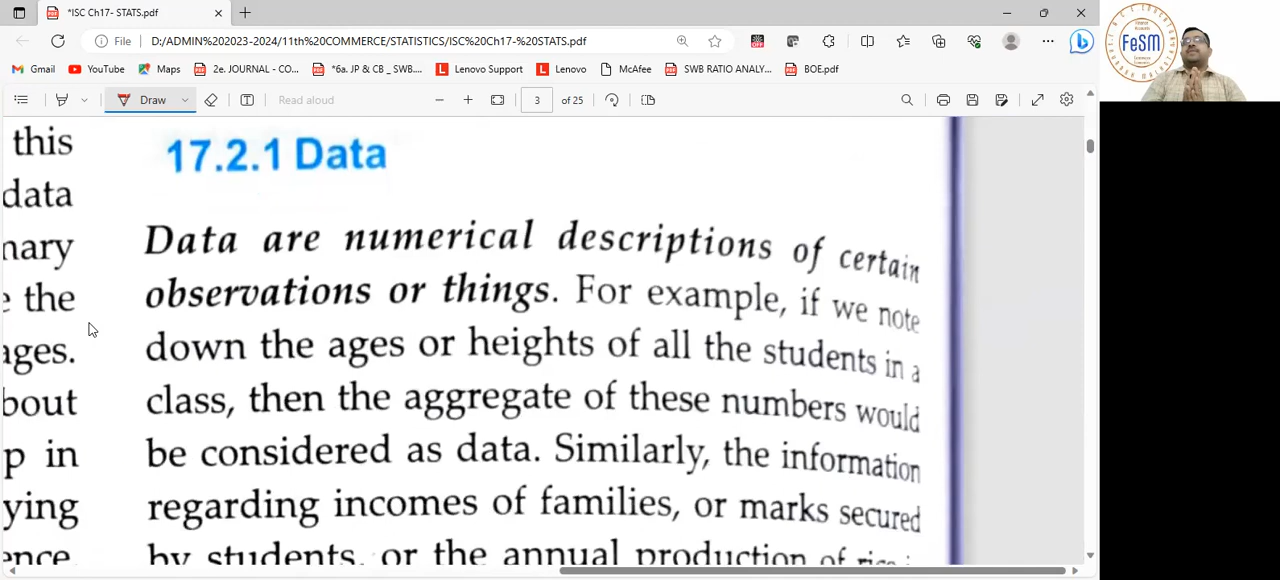 *ISC Ch17- STATS.pdf
File
D:/ADMIN%202023-2024/11th%20COMMERCE/STATISTICS/ISC%20Ch17-%20STATS.pdf
Gmail
YouTube
Maps
2e. JOURNAL - CO...
*6a. JP & CB _ SWB....
Lenovo Support
Lenovo
McAfee
SWB RATIO ANALY...
BOE.pdf
Draw
Read aloud
3
of 25
FeSM
this
data
nary
e the
ages.
bout
p in
ying
ence.
17.2.1 Data
Data are numerical descriptions of certain
observations or things. For example, if we note
down the ages or heights of all the students in a
class, then the aggregate of these numbers would
be considered as data. Similarly, the information
regarding incomes of families, or marks secured
by students, or the annual production of rice